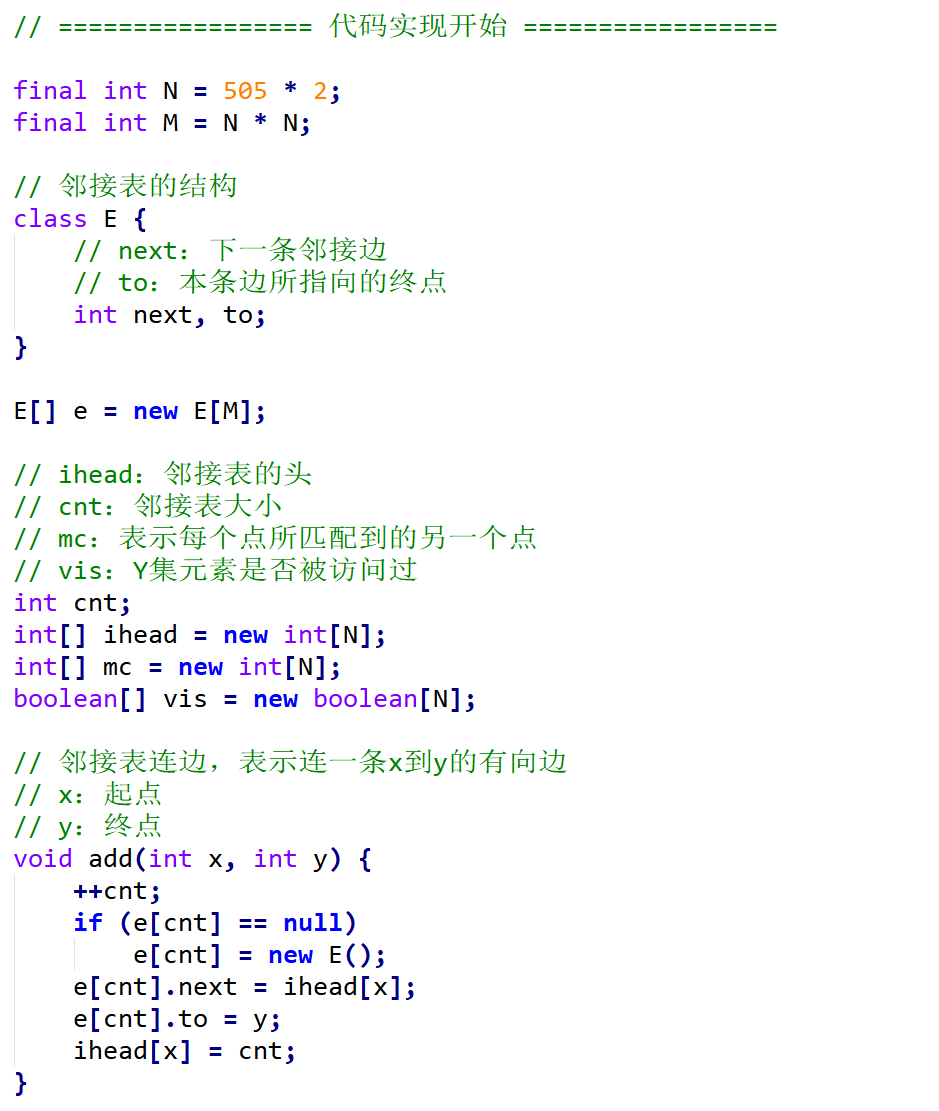 // ================= 代码实现开始 =================
final int N = 505 * 2;
final int M = N * N;
// 邻接表的结构
class E {
    // next：下一条邻接边
    // to：本条边所指向的终点
    int next, to;
}
E[] e = new E[M];
// ihead：邻接表的头
// cnt：邻接表大小
// mc：表示每个点所匹配到的另一个点
// vis：Y集元素是否被访问过
int cnt;
int[] ihead = new int[N];
int[] mc = new int[N];
boolean[] vis = new boolean[N];
// 邻接表连边，表示连一条x到y的有向边
// x：起点
// y：终点
void add(int x, int y) {
    ++cnt;
    if (e[cnt] == null)
        e[cnt] = new E();
    e[cnt].next = ihead[x];
    e[cnt].to = y;
    ihead[x] = cnt;
}